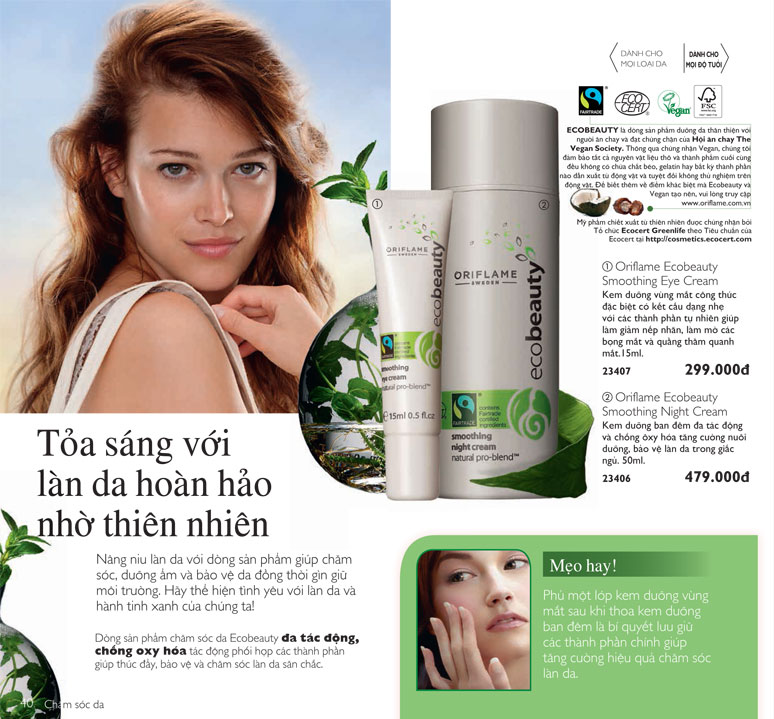 DÀNH CHO
MỌI LOẠI DA
DÀNH CHO
MỌI ĐỘ TUỔI
FAIRTRADE
ECO
CERT
Vegan
FSC
ECOBEAUTY là dòng sản phẩm dưỡng da thân thiện với
người ăn chay và đạt chứng chận của Hội ăn chay The
Vegan Society. Thông qua chứng nhận Vegan, chúng tôi
đảm bảo tất cả nguyên vật liệu thô và thành phẩm cuối cùng
đều không có chứa chất béo, gelatin hay bất kỳ thành phần
nào dẫn xuất từ động vật và tuyệt đối không thử nghiệm trên
động vật. Để biết thêm về điểm khác biệt mà Ecobeauty và
Vegan tạo nên, vui lòng truy cập
www.oriflame.com.vn
Mỹ phẩm chiết xuất từ thiên nhiên được chứng nhận bởi
Tổ chức Ecocert Greenlife theo Tiêu chuẩn của
Ecocert tại http://cosmetics.ecocert.com
① Oriflame Ecobeauty
Smoothing Eye Cream
Kem dưỡng vùng mắt công thức
đặc biệt có kết cấu dạng nhẹ
với các thành phần tự nhiên giúp
làm giảm nếp nhăn, làm mờ các
bọng mắt và quầng thâm quanh
mắt.15ml.
23407 299.000đ
② Oriflame Ecobeauty
Smoothing Night Cream
Kem dưỡng ban đêm đa tác động
và chống ôxy hóa tăng cường nuôi
dưỡng, bảo vệ làn da trong giấc
ngủ. 50ml.
23406 479.000đ
①
②
ORIFLAME
SWEDEN
ecobeauty
FAIRTRADE
smoothing
eye cream
natural pro-blend™
℮15ml 0.5 fl.oz
ORIFLAME
SWEDEN
ecobeauty
FAIRTRADE
contains
Fairtrade
certified
ingredients
smoothing
night cream
natural pro-blend™
Tỏa sáng với
làn da hoàn hảo
nhờ thiên nhiên
Nâng niu làn da với dòng sản phẩm giúp chăm
sóc, dưỡng ẩm và bảo vệ da đồng thời gìn giữ
môi trường. Hãy thể hiện tình yêu với làn da và
hành tinh xanh của chúng ta!
Dòng sản phẩm chăm sóc da Ecobeauty đa tác động,
chống oxy hóa tác động phối hợp các thành phần
giúp thúc đẩy, bảo vệ và chăm sóc làn da săn chắc.
Mẹo hay!
Phủ một lớp kem dưỡng vùng
mắt sau khi thoa kem dưỡng
ban đêm là bí quyết lưu giữ
các thành phần chính giúp
tăng cường hiệu quả chăm sóc
làn da.
40 Chăm sóc da